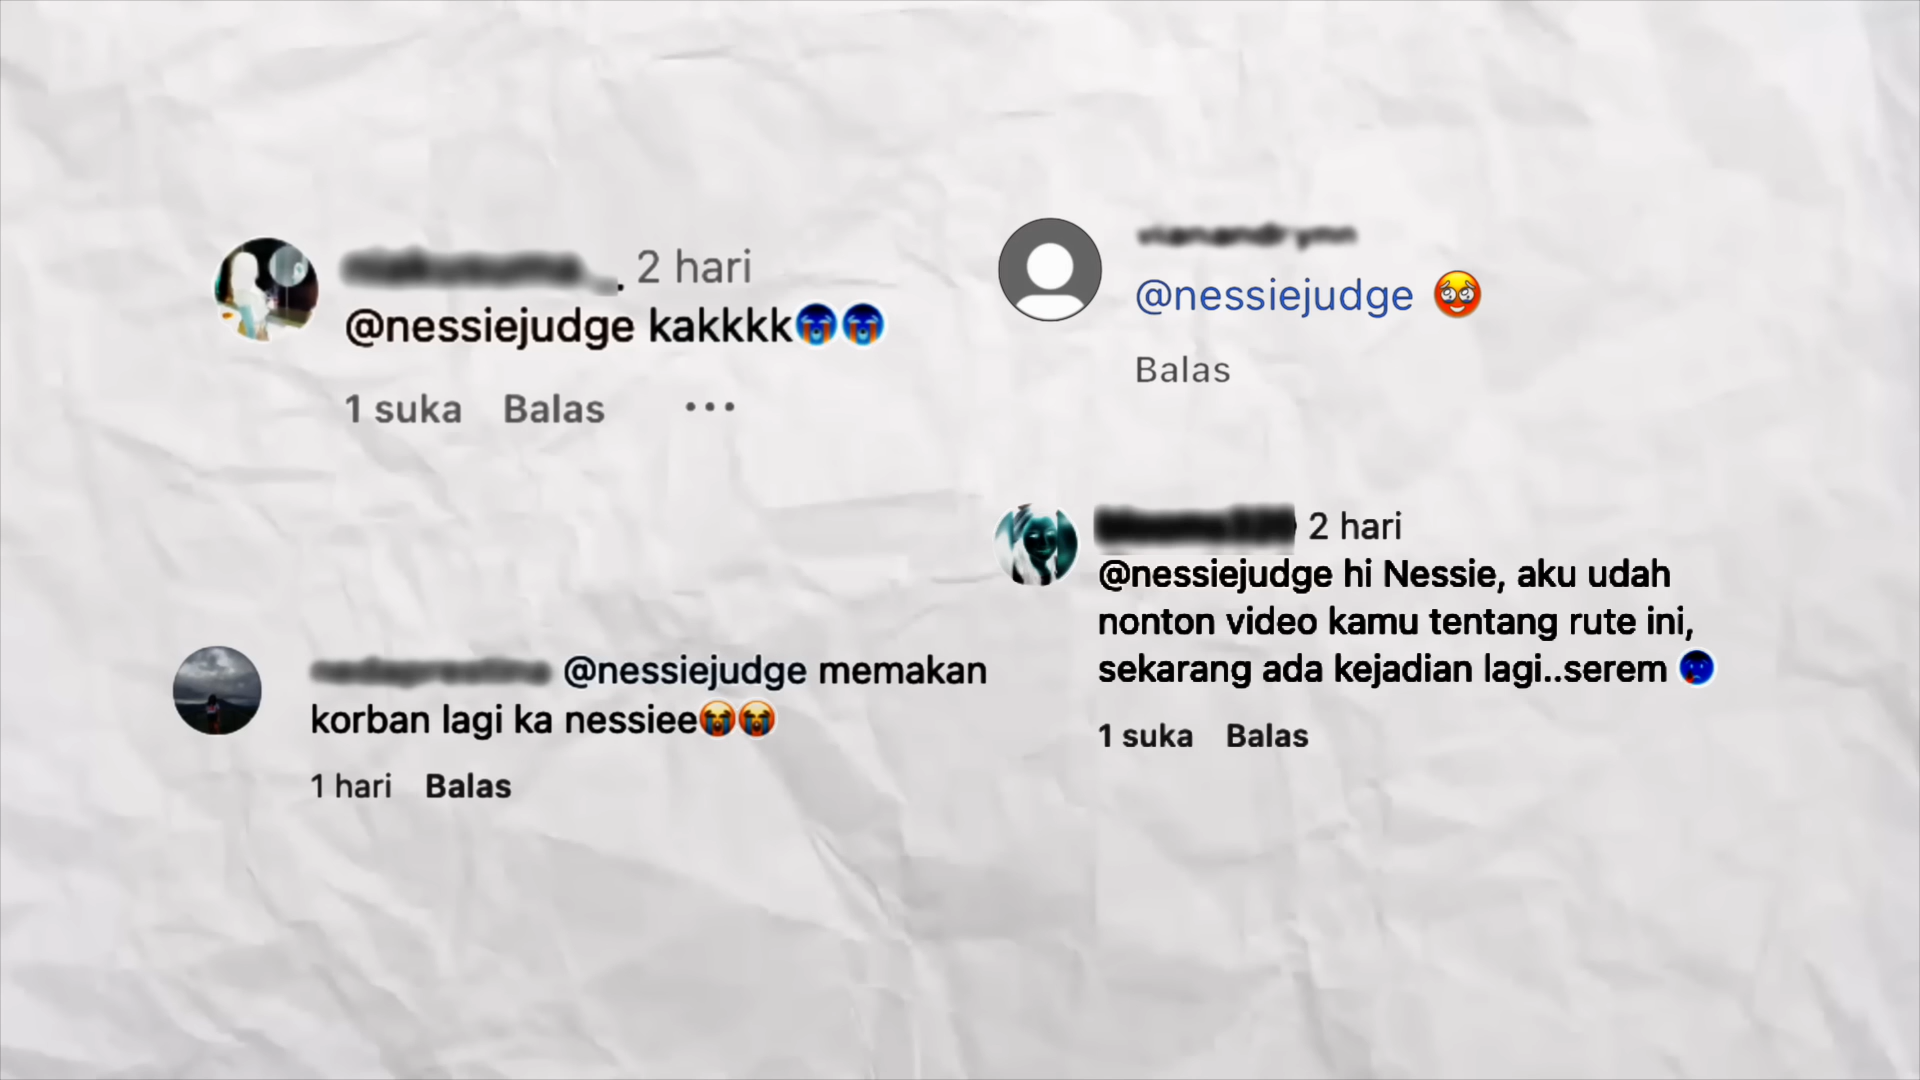 2 hari
@nessiejudge kakkkk😭😭
1 suka Balas ...
@nessiejudge 🥹
Balas
@nessiejudge memakan
korban lagi ka nessiee😭😭
1 hari Balas
2 hari
@nessiejudge hi Nessie, aku udah
nonton video kamu tentang rute ini,
sekarang ada kejadian lagi..serem
1 suka Balas